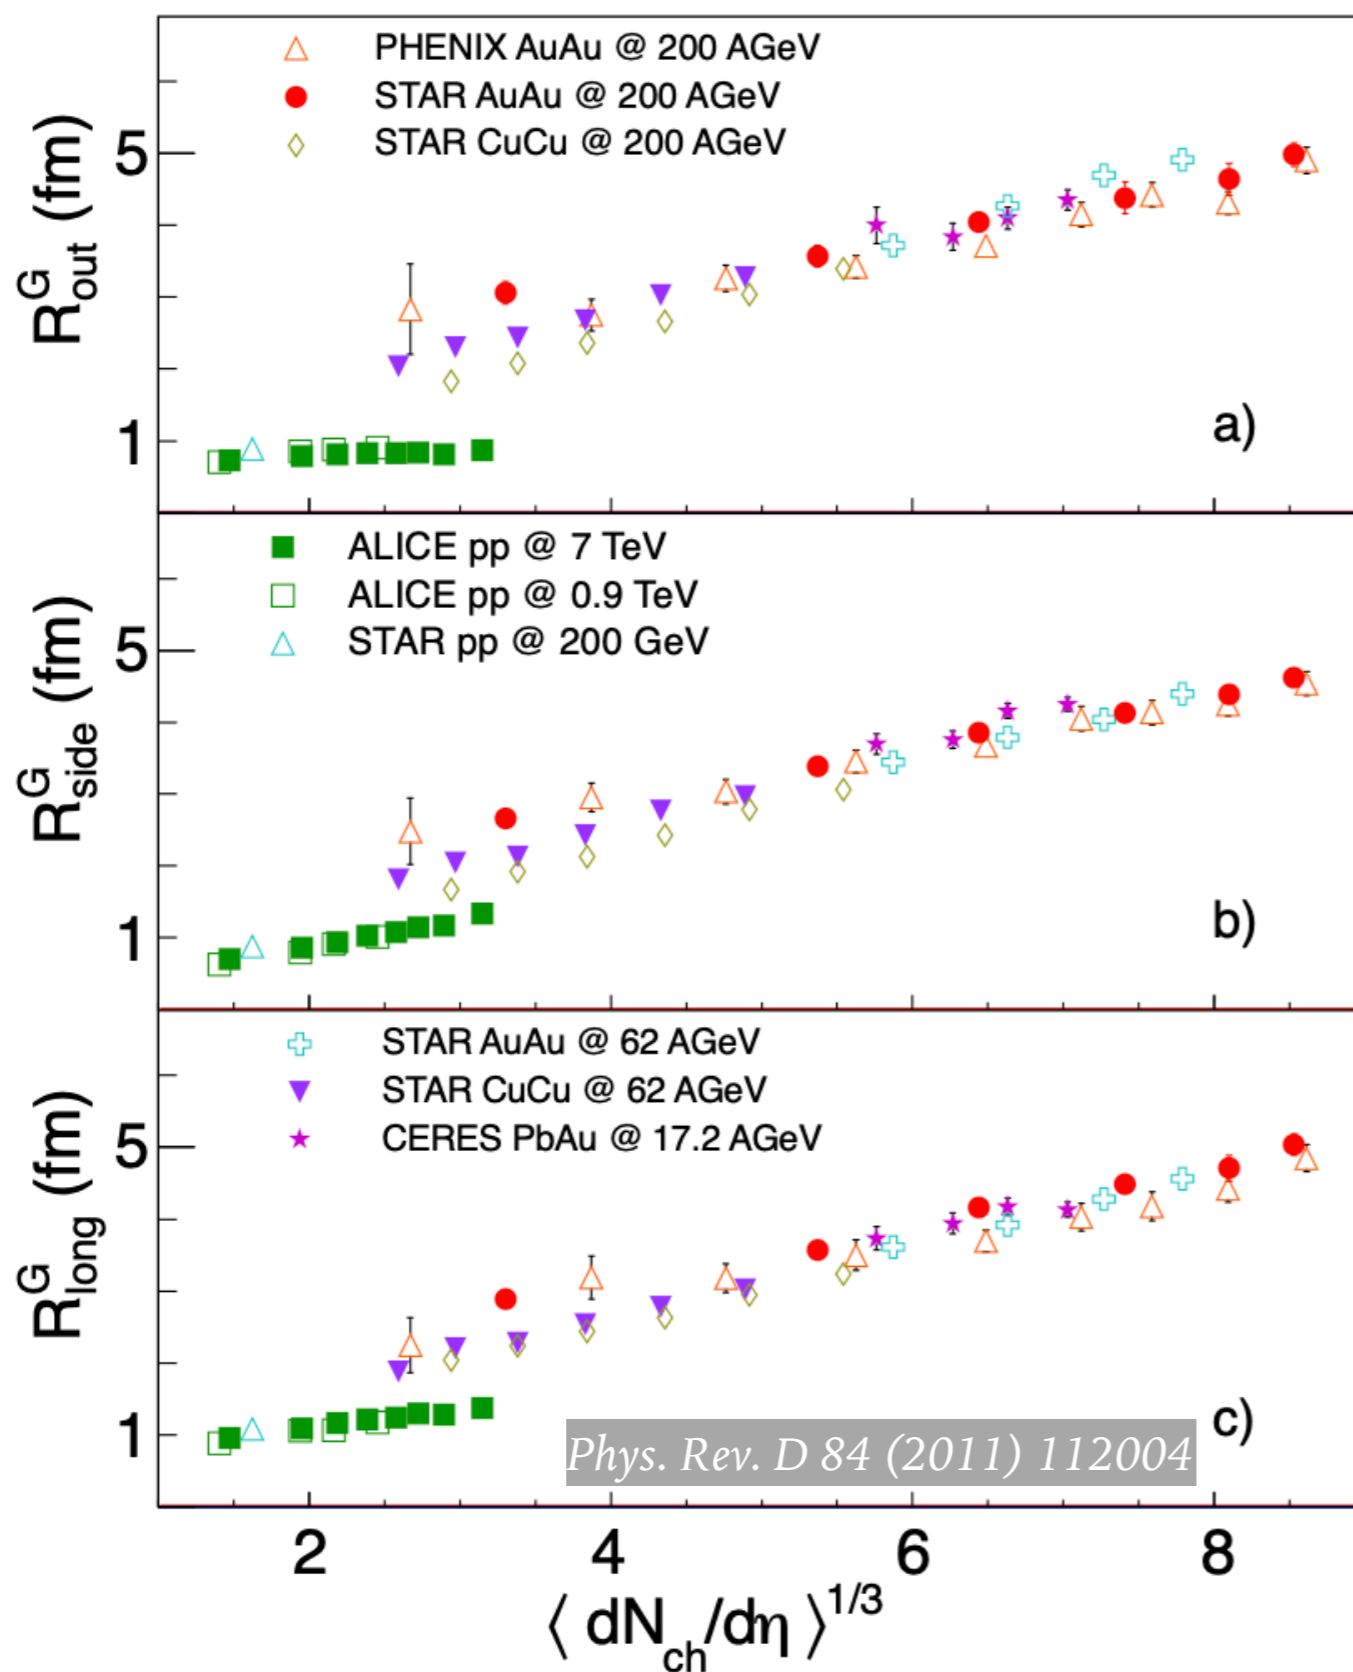 PHENIX AuAu @ 200 AGeV
STAR AuAu @ 200 AGeV
STAR CuCu @ 200 AGeV
5
1
R^G_out (fm)
a)
ALICE pp @ 7 TeV
ALICE pp @ 0.9 TeV
STAR pp @ 200 GeV
5
1
R^G_side (fm)
b)
STAR AuAu @ 62 AGeV
STAR CuCu @ 62 AGeV
CERES PbAu @ 17.2 AGeV
5
1
R^G_long (fm)
c)
Phys. Rev. D 84 (2011) 112004
2 4 6 8
⟨ dN_ch/dη ⟩^1/3